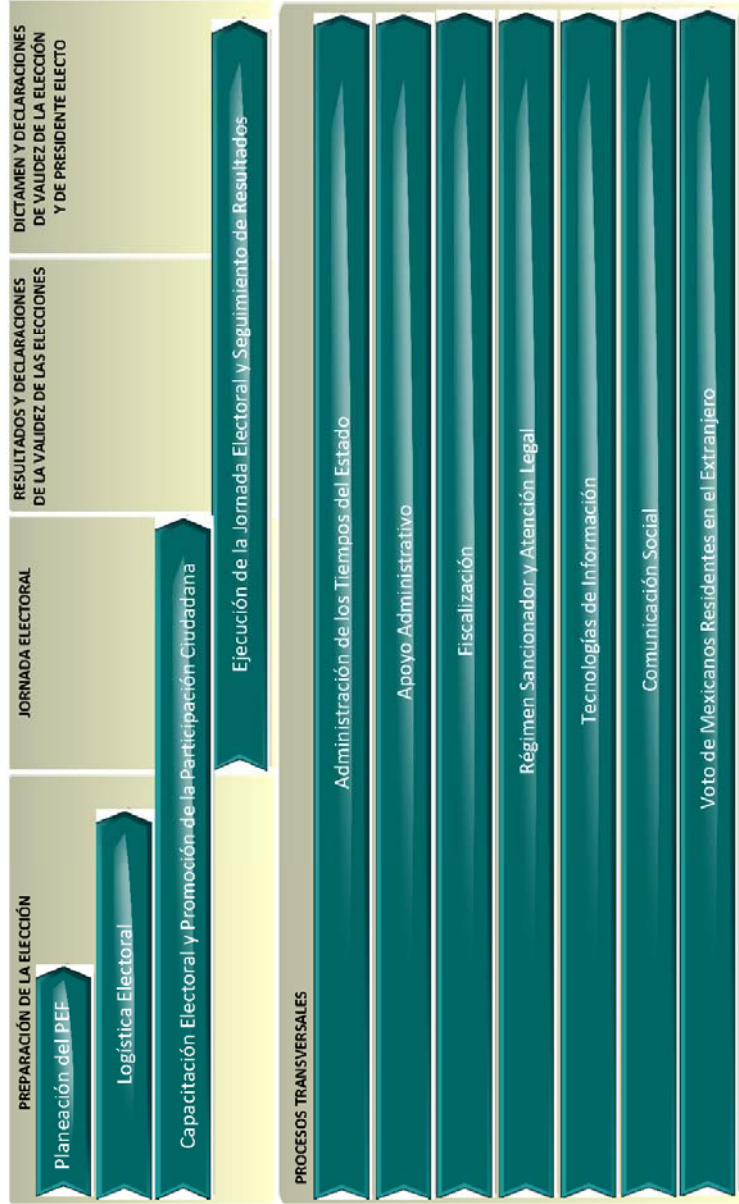 PREPARACIÓN DE LA ELECCIÓN
JORNADA ELECTORAL
RESULTADOS Y DECLARACIONES
DE LA VALIDEZ DE LAS ELECCIONES
DICTAMEN Y DECLARACIONES
DE VALIDEZ DE LA ELECCIÓN
Y DE PRESIDENTE ELECTO
Planeación del PEF
Logística Electoral
Capacitación Electoral y Promoción de la Participación Ciudadana
Ejecución de la Jornada Electoral y Seguimiento de Resultados
PROCESOS TRANSVERSALES
Administración de los Tiempos del Estado
Apoyo Administrativo
Fiscalización
Régimen Sancionador y Atención Legal
Tecnologías de Información
Comunicación Social
Voto de Mexicanos Residentes en el Extranjero